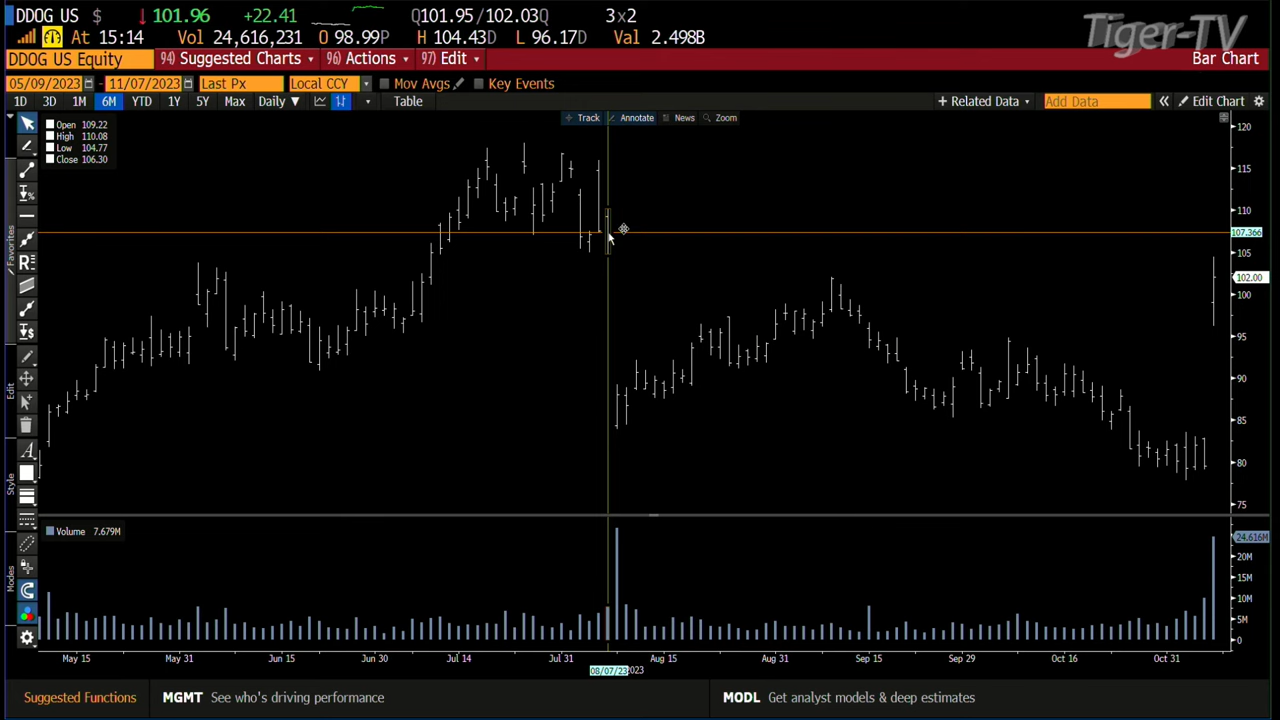 DDOG US $ ↓101.96 +22.41 Q101.95/102.03Q 3x2
At 15:14 Vol 24,616,231 O 98.99P H 104.43D L 96.17D Val 2.498B
Tiger-TV
DDOG US Equity 94) Suggested Charts 96) Actions 97) Edit Bar Chart
05/09/2023 - 11/07/2023 Last Px Local CCY Mov Avgs Key Events
1D 3D 1M 6M YTD 1Y 5Y Max Daily ▼ Table + Related Data Add Data « Edit Chart
Track Annotate News Zoom
Open 109.22
High 110.08
Low 104.77
Close 106.30
120
115
110
107.366
105
102.00
100
95
90
85
80
75
Favorites
Edit
Style
Modes
Volume 7.679M
24.616M
20M
15M
10M
5M
0
May 15 May 31 Jun 15 Jun 30 Jul 14 Jul 31 Aug 15 Aug 31 Sep 15 Sep 29 Oct 16 Oct 31
08/07/23 2023
Suggested Functions MGMT See who's driving performance MODL Get analyst models & deep estimates